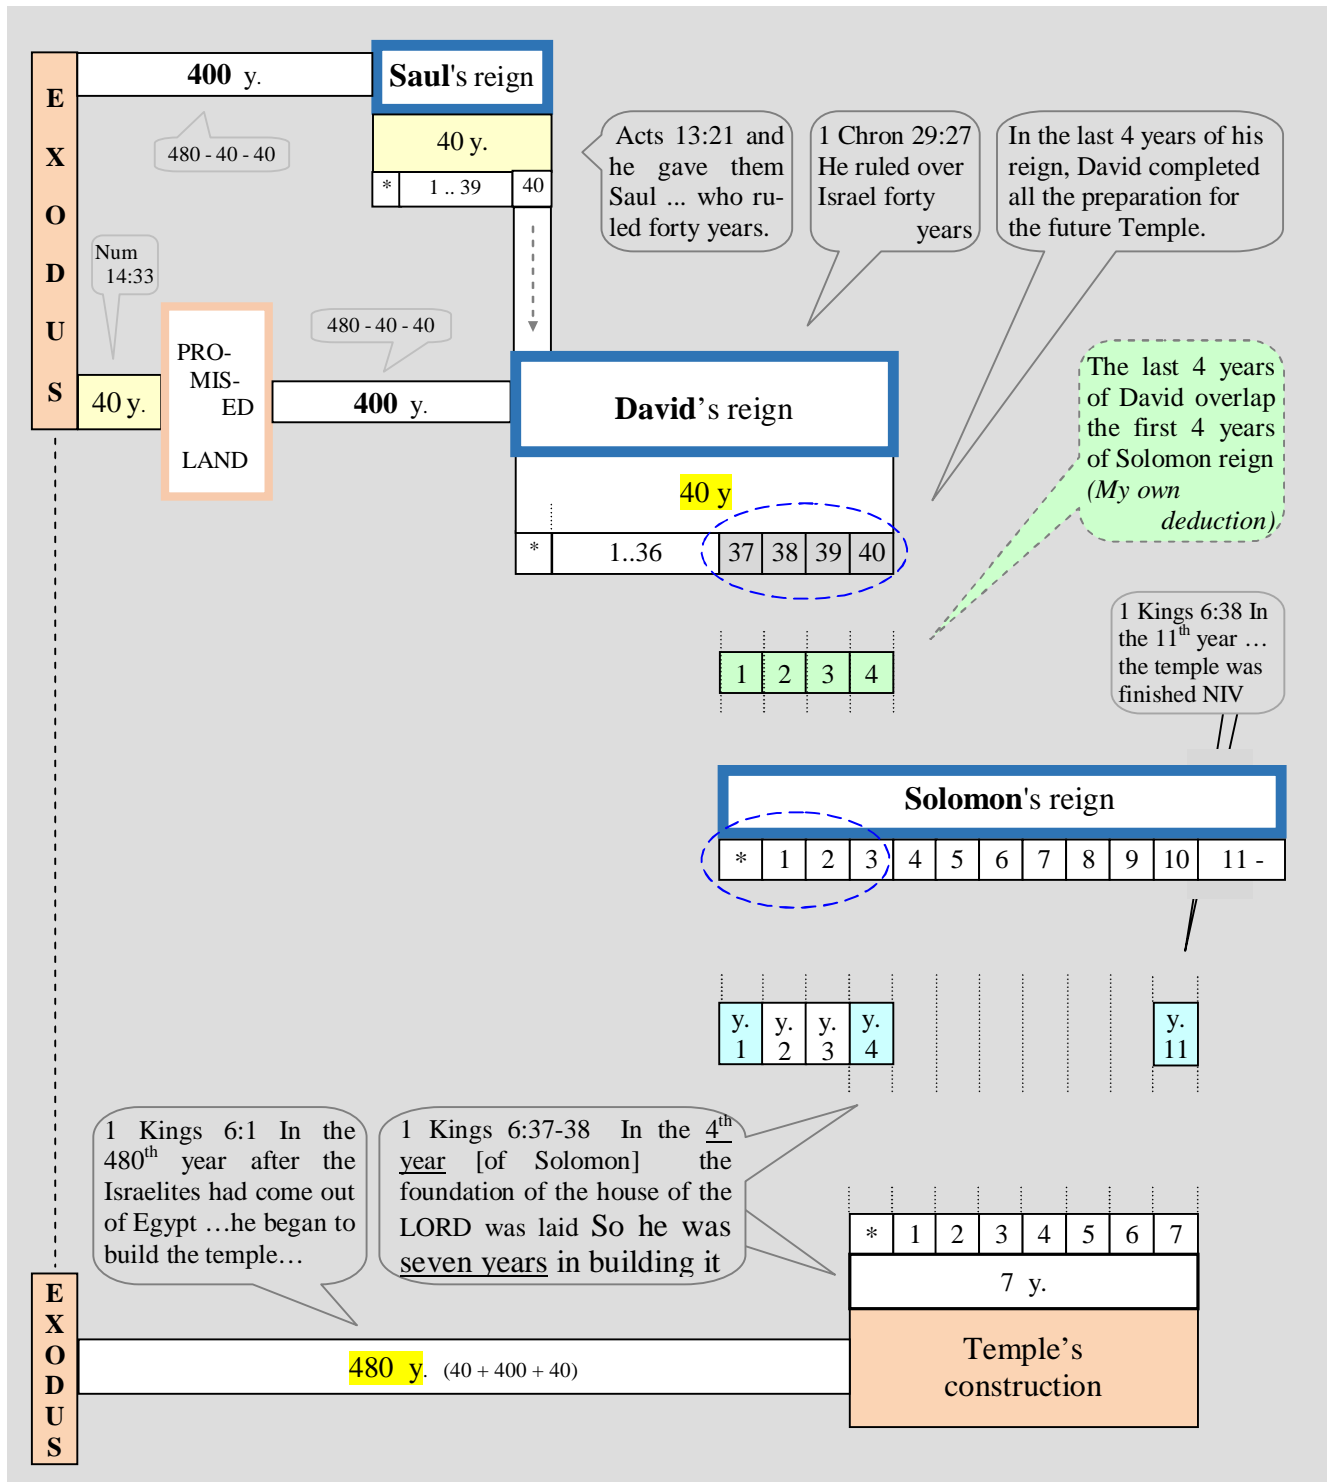 E
X
O
D
U
S
400 y.
Saul's reign
480 - 40 - 40
40 y.
* 1 .. 39 40
Acts 13:21 and
he gave them
Saul ... who ru-
led forty years.
1 Chron 29:27
He ruled over
Israel forty
years
In the last 4 years of his
reign, David completed
all the preparation for
the future Temple.
Num
14:33
480 - 40 - 40
40 y.
PRO-
MIS-
ED
LAND
400 y.
David's reign
The last 4 years
of David overlap
the first 4 years
of Solomon reign
(My own
deduction)
40 y
* 1..36 37 38 39 40
1 Kings 6:38 In
the 11th year …
the temple was
finished NIV
1 2 3 4
Solomon's reign
* 1 2 3 4 5 6 7 8 9 10 11 -
y.
1
y.
2
y.
3
y.
4
y.
11
1 Kings 6:1 In the
480th year after the
Israelites had come out
of Egypt …he began to
build the temple…
1 Kings 6:37-38 In the 4th
year [of Solomon] the
foundation of the house of the
LORD was laid So he was
seven years in building it
* 1 2 3 4 5 6 7
7 y.
E
X
O
D
U
S
480 y. (40 + 400 + 40)
Temple's
construction